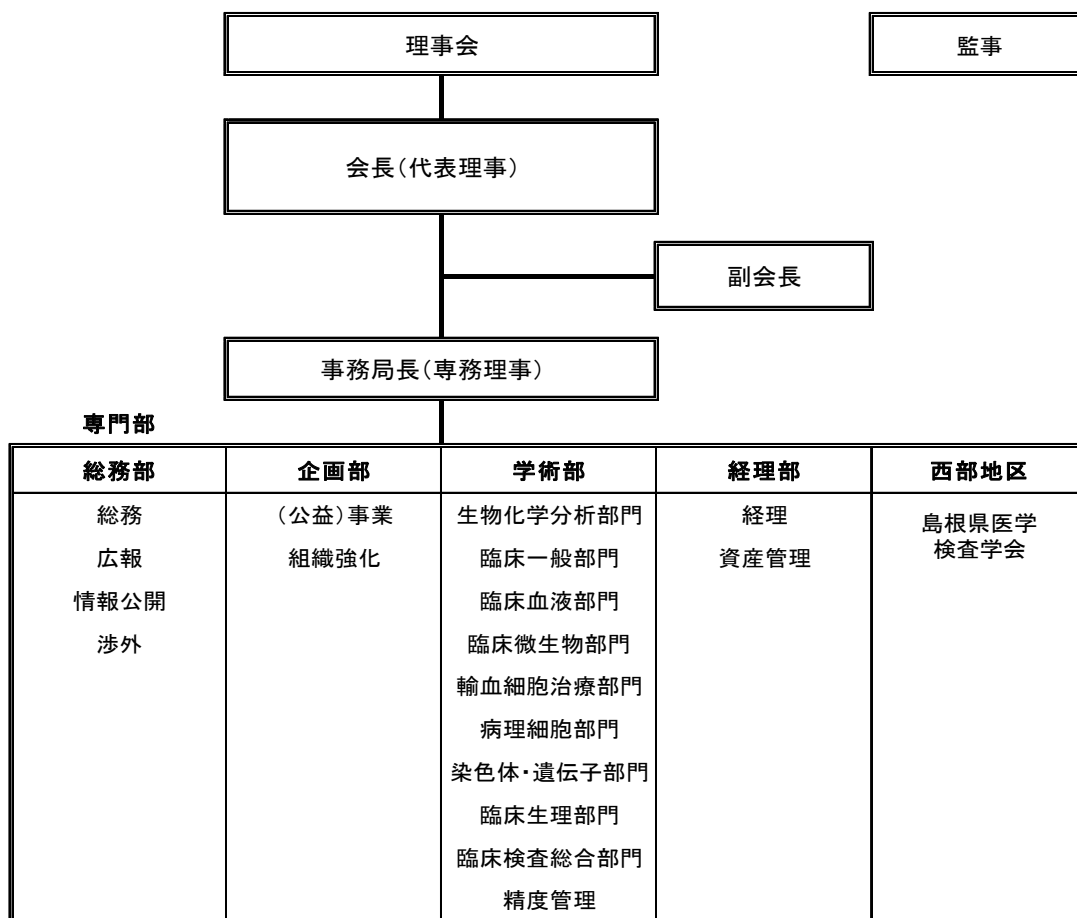 理事会
監事
会長(代表理事)
副会長
事務局長(専務理事)
専門部
総務部
総務
広報
情報公開
渉外
企画部
(公益)事業
組織強化
学術部
生物化学分析部門
臨床一般部門
臨床血液部門
臨床微生物部門
輸血細胞治療部門
病理細胞部門
染色体・遺伝子部門
臨床生理部門
臨床検査総合部門
精度管理
経理部
経理
資産管理
西部地区
島根県医学
検査学会